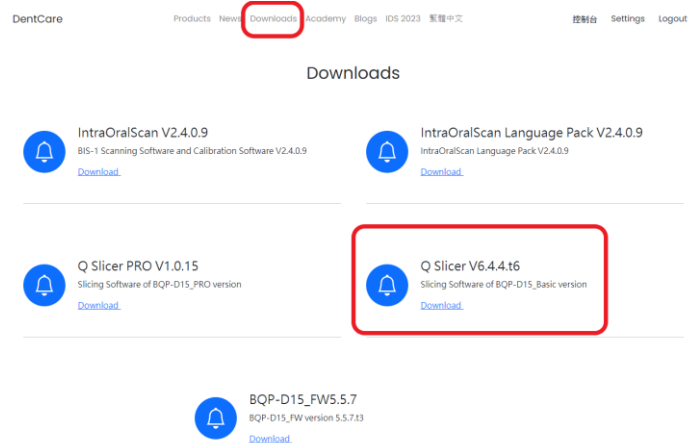 DentCare Products News Downloads Academy Blogs IDS 2023 繁體中文 控制台 Settings Logout
Downloads
IntraOralScan V2.4.0.9
BIS-1 Scanning Software and Calibration Software V2.4.0.9
Download
IntraOralScan Language Pack V2.4.0.9
IntraOralScan Language Pack V2.4.0.9
Download
Q Slicer PRO V1.0.15
Slicing Software of BQP-D15_PRO version
Download
Q Slicer V6.4.4.t6
Slicing Software of BQP-D15_Basic version
Download
BQP-D15_FW5.5.7
BQP-D15_FW version 5.5.7.t3
Download